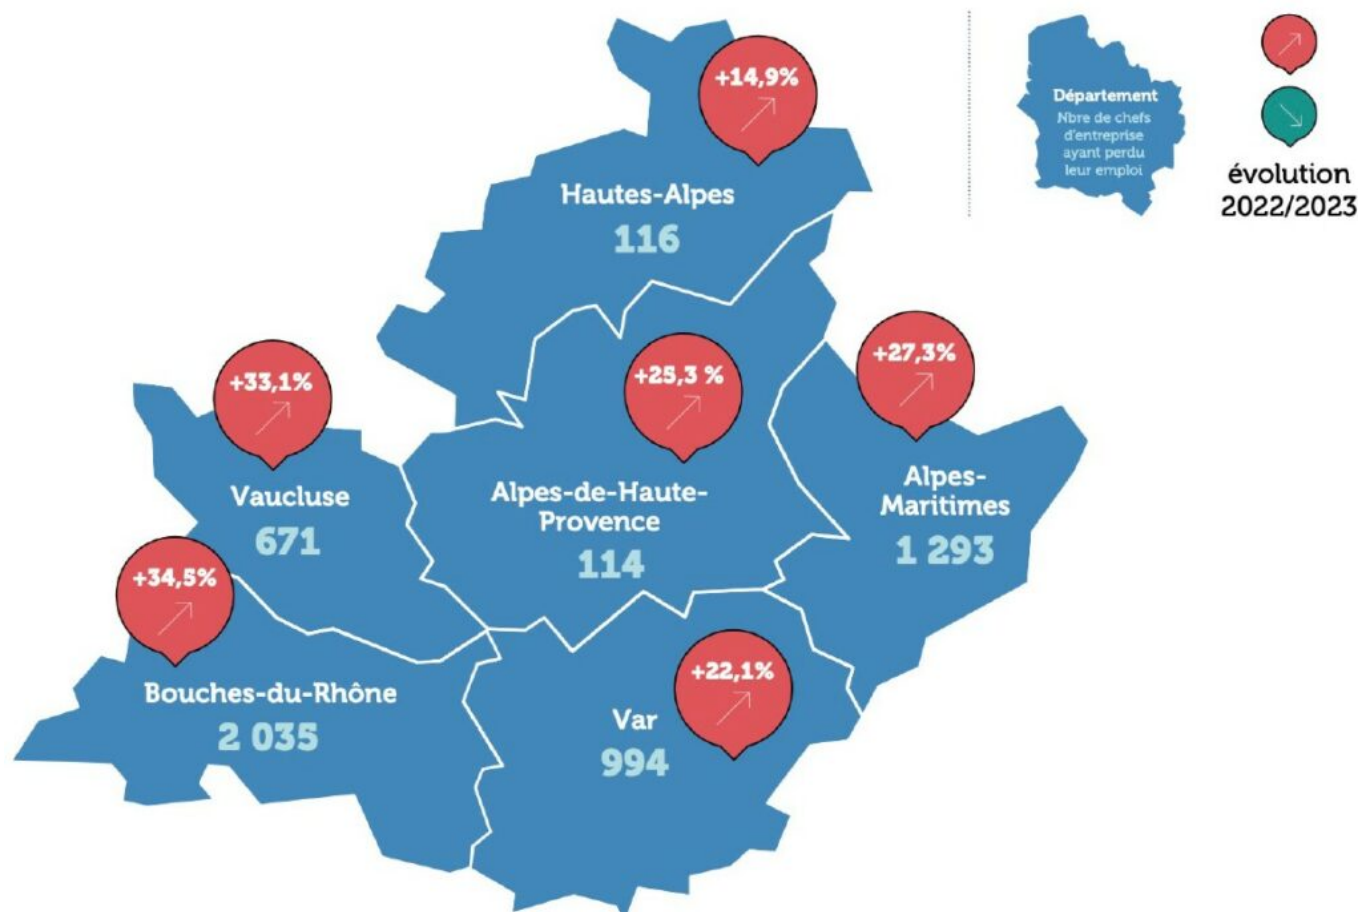 +14,9%
Hautes-Alpes
116
Département
Nbre de chefs
d'entreprise
ayant perdu
leur emploi
évolution
2022/2023
+33,1%
Vaucluse
671
+25,3 %
Alpes-de-Haute-
Provence
114
+27,3%
Alpes-
Maritimes
1 293
+34,5%
Bouches-du-Rhône
2 035
+22,1%
Var
994